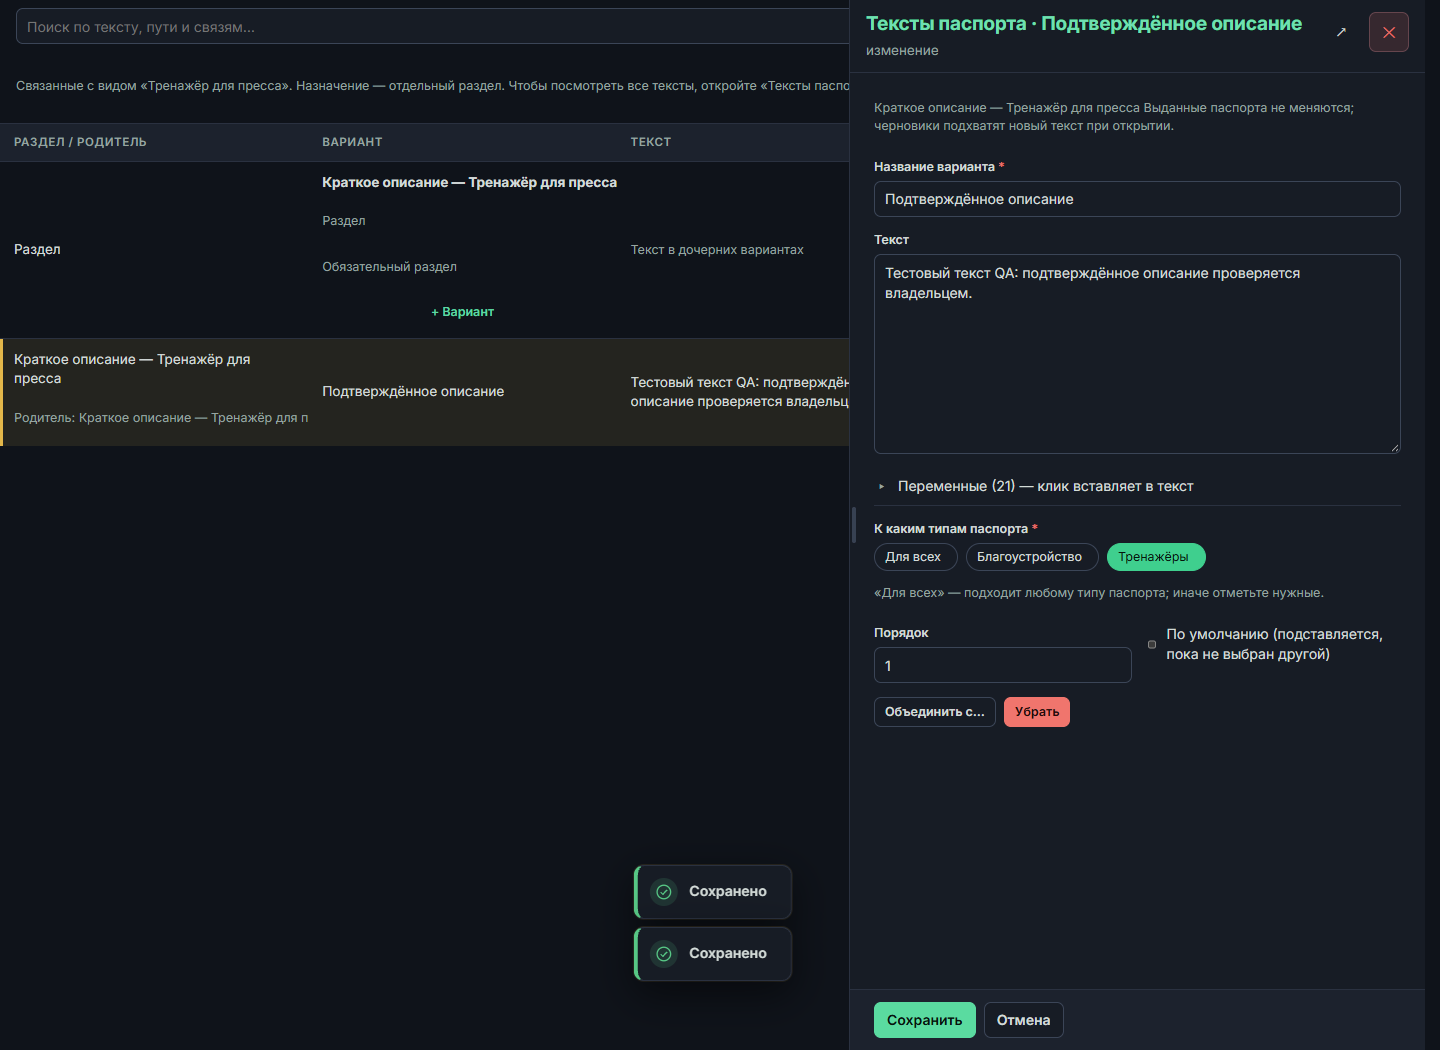 Поиск по тексту, пути и связям...
Связанные с видом «Тренажёр для пресса». Назначение — отдельный раздел. Чтобы посмотреть все тексты, откройте «Тексты
РАЗДЕЛ / РОДИТЕЛЬ
ВАРИАНТ
ТЕКСТ
Раздел
Краткое описание — Тренажёр для пресса
Раздел
Обязательный раздел
+ Вариант
Текст в дочерних вариантах
Краткое описание — Тренажёр для
пресса
Родитель: Краткое описание — Тренажёр для п
Подтверждённое описание
Тестовый текст QA: подтверждён
описание проверяется владельц
Сохранено
Сохранено
Тексты паспорта · Подтверждённое описание
изменение
Краткое описание — Тренажёр для пресса Выданные паспорта не меняются;
черновики подхватят новый текст при открытии.
Название варианта *
Подтверждённое описание
Текст
Тестовый текст QA: подтверждённое описание проверяется
владельцем.
Переменные (21) — клик вставляет в текст
К каким типам паспорта *
Для всех
Благоустройство
Тренажёры
«Для всех» — подходит любому типу паспорта; иначе отметьте нужные.
Порядок
1
По умолчанию (подставляется,
пока не выбран другой)
Объединить с...
Убрать
Сохранить
Отмена